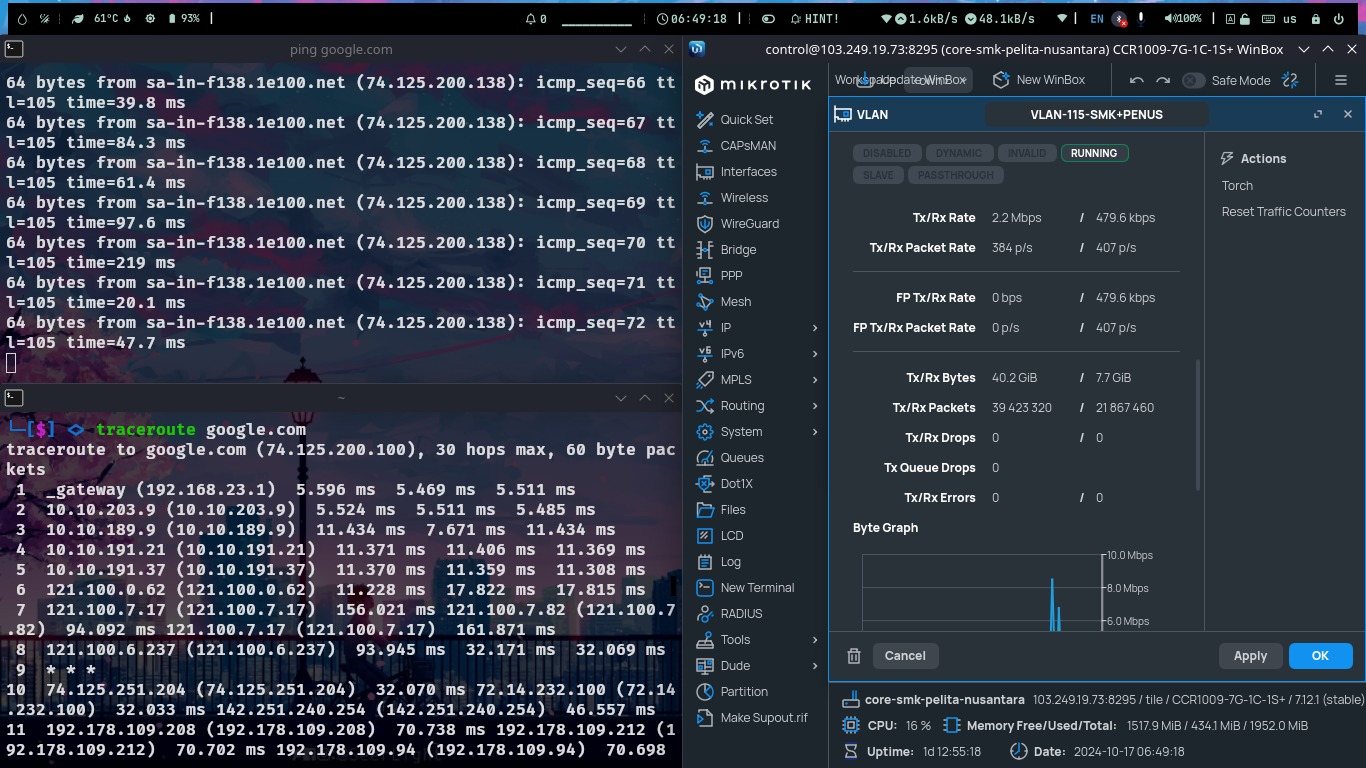 61°C
93%
0
06:49:18
HINT!
1.6kB/s
48.1kB/s
EN
100%
us
ping google.com
64 bytes from sa-in-f138.1e100.net (74.125.200.138): icmp_seq=66 tt
l=105 time=39.8 ms
64 bytes from sa-in-f138.1e100.net (74.125.200.138): icmp_seq=67 tt
l=105 time=84.3 ms
64 bytes from sa-in-f138.1e100.net (74.125.200.138): icmp_seq=68 tt
l=105 time=61.4 ms
64 bytes from sa-in-f138.1e100.net (74.125.200.138): icmp_seq=69 tt
l=105 time=97.6 ms
64 bytes from sa-in-f138.1e100.net (74.125.200.138): icmp_seq=70 tt
l=105 time=219 ms
64 bytes from sa-in-f138.1e100.net (74.125.200.138): icmp_seq=71 tt
l=105 time=20.1 ms
64 bytes from sa-in-f138.1e100.net (74.125.200.138): icmp_seq=72 tt
l=105 time=47.7 ms
~
[$] <> traceroute google.com
traceroute to google.com (74.125.200.100), 30 hops max, 60 byte pac
kets
1 _gateway (192.168.23.1) 5.596 ms 5.469 ms 5.511 ms
2 10.10.203.9 (10.10.203.9) 5.524 ms 5.511 ms 5.485 ms
3 10.10.189.9 (10.10.189.9) 11.434 ms 7.671 ms 11.434 ms
4 10.10.191.21 (10.10.191.21) 11.371 ms 11.406 ms 11.369 ms
5 10.10.191.37 (10.10.191.37) 11.370 ms 11.359 ms 11.308 ms
6 121.100.0.62 (121.100.0.62) 11.228 ms 17.822 ms 17.815 ms
7 121.100.7.17 (121.100.7.17) 156.021 ms 121.100.7.82 (121.100.7
.82) 94.092 ms 121.100.7.17 (121.100.7.17) 161.871 ms
8 121.100.6.237 (121.100.6.237) 93.945 ms 32.171 ms 32.069 ms
9 * * *
10 74.125.251.204 (74.125.251.204) 32.070 ms 72.14.232.100 (72.14
.232.100) 32.033 ms 142.251.240.254 (142.251.240.254) 46.557 ms
11 192.178.109.208 (192.178.109.208) 70.738 ms 192.178.109.212 (1
92.178.109.212) 70.702 ms 192.178.109.94 (192.178.109.94) 70.698
control@103.249.19.73:8295 (core-smk-pelita-nusantara) CCR1009-7G-1C-1S+ WinBox
mikrotik
Workspace
Update WinBox
New WinBox
Safe Mode
Quick Set
CAPsMAN
Interfaces
Wireless
WireGuard
Bridge
PPP
Mesh
IP
IPv6
MPLS
Routing
System
Queues
Dot1X
Files
LCD
Log
New Terminal
RADIUS
Tools
Dude
Partition
Make Supout.rif
VLAN
VLAN-115-SMK+PENUS
DISABLED
DYNAMIC
INVALID
RUNNING
SLAVE
PASSTHROUGH
Tx/Rx Rate 2.2 Mbps / 479.6 kbps
Tx/Rx Packet Rate 384 p/s / 407 p/s
FP Tx/Rx Rate 0 bps / 479.6 kbps
FP Tx/Rx Packet Rate 0 p/s / 407 p/s
Tx/Rx Bytes 40.2 GiB / 7.7 GiB
Tx/Rx Packets 39 423 320 / 21 867 460
Tx/Rx Drops 0 / 0
Tx Queue Drops 0
Tx/Rx Errors 0 / 0
Byte Graph
10.0 Mbps
8.0 Mbps
6.0 Mbps
Actions
Torch
Reset Traffic Counters
Cancel
Apply
OK
core-smk-pelita-nusantara 103.249.19.73:8295 / tile / CCR1009-7G-1C-1S+ / 7.12.1 (stable)
CPU: 16 % Memory Free/Used/Total: 1517.9 MiB / 434.1 MiB / 1952.0 MiB
Uptime: 1d 12:55:18 Date: 2024-10-17 06:49:18